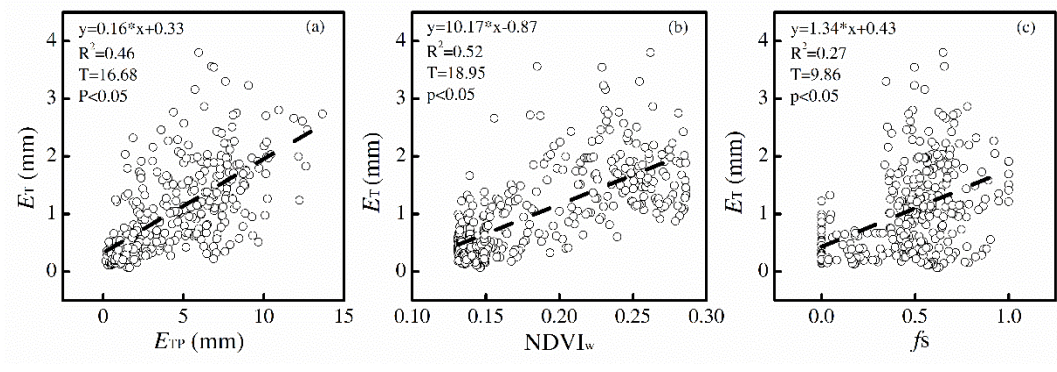 y=0.16*x+0.33
R²=0.46
T=16.68
P<0.05
(a)
4
3
2
1
0
ET (mm)
0
5
10
15
ETP (mm)
y=10.17*x-0.87
R²=0.52
T=18.95
p<0.05
(b)
4
3
2
1
0
ET (mm)
0.10
0.15
0.20
0.25
0.30
NDVIw
y=1.34*x+0.43
R²=0.27
T=9.86
p<0.05
(c)
4
3
2
1
0
ET (mm)
0.0
0.5
1.0
fs